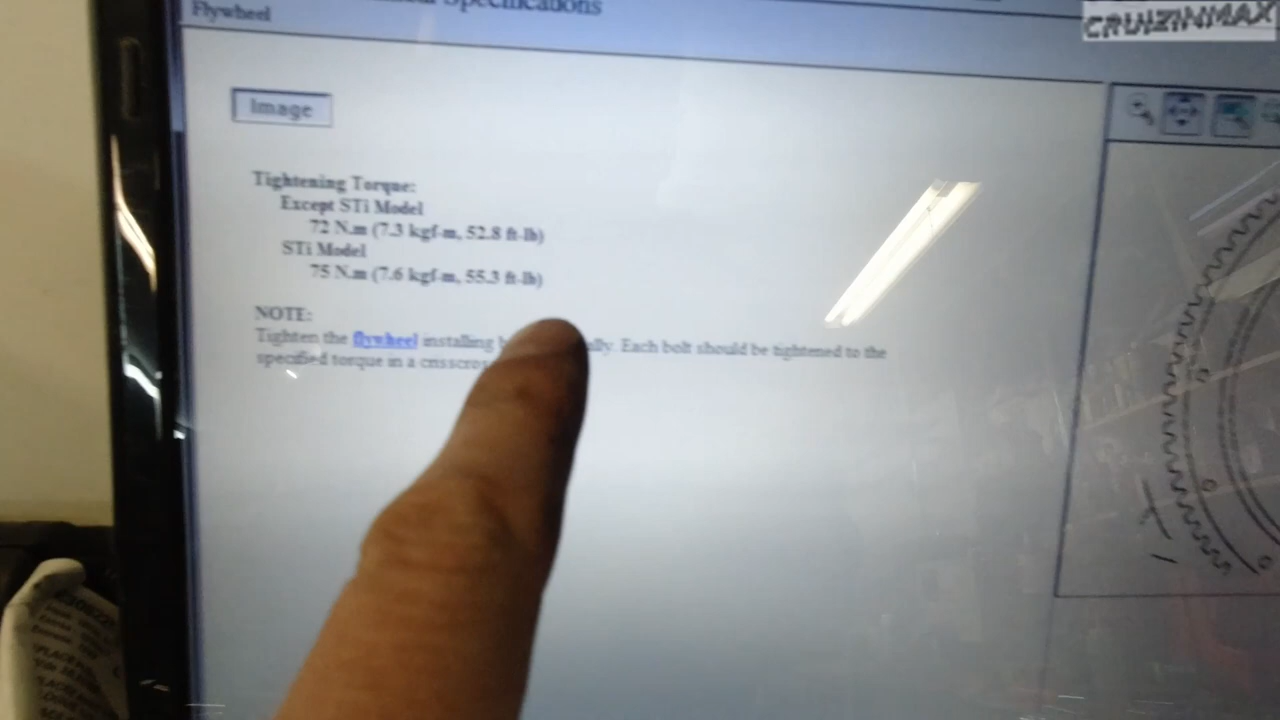 Specifications
Flywheel
CRUIZINMAX
Image
Tightening Torque:
Except STi Model
72 N.m (7.3 kgf-m, 52.8 ft-lb)
STi Model
75 N.m (7.6 kgf-m, 55.3 ft-lb)
NOTE:
Tighten the flywheel installing Each bolt should be tightened to the
specified torque in a